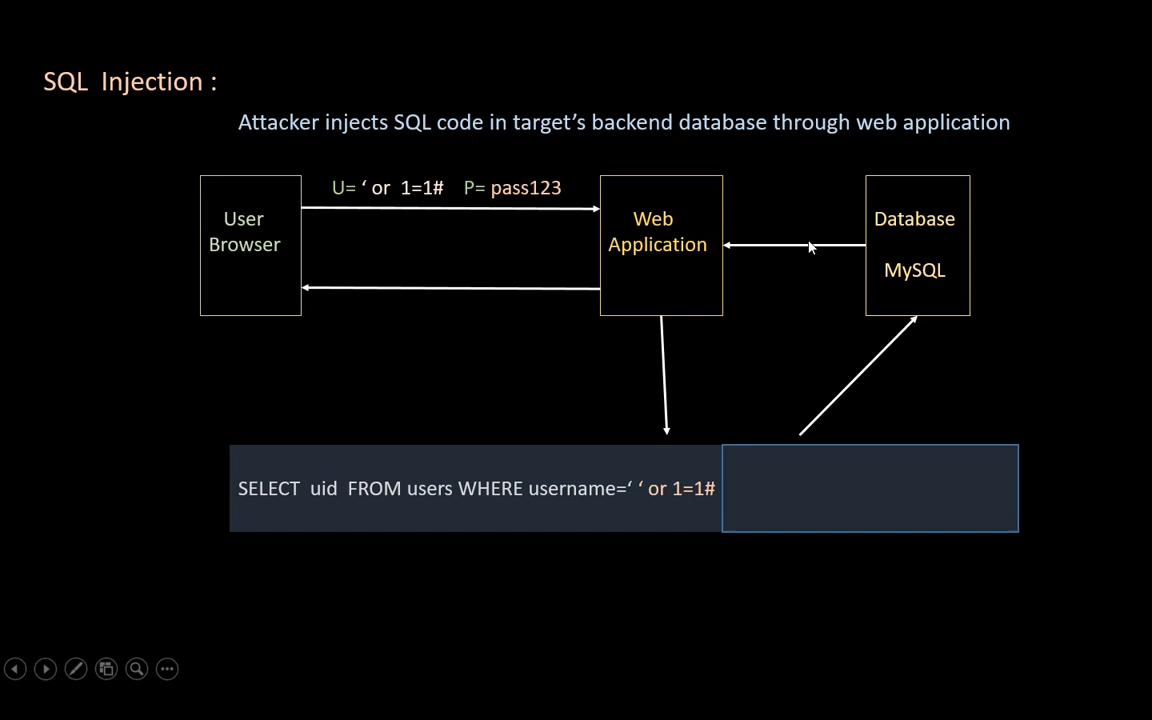 SQL Injection :
Attacker injects SQL code in target’s backend database through web application
U= ‘ or 1=1# P= pass123
User
Browser
Web
Application
Database
MySQL
SELECT uid FROM users WHERE username=‘ ‘ or 1=1#